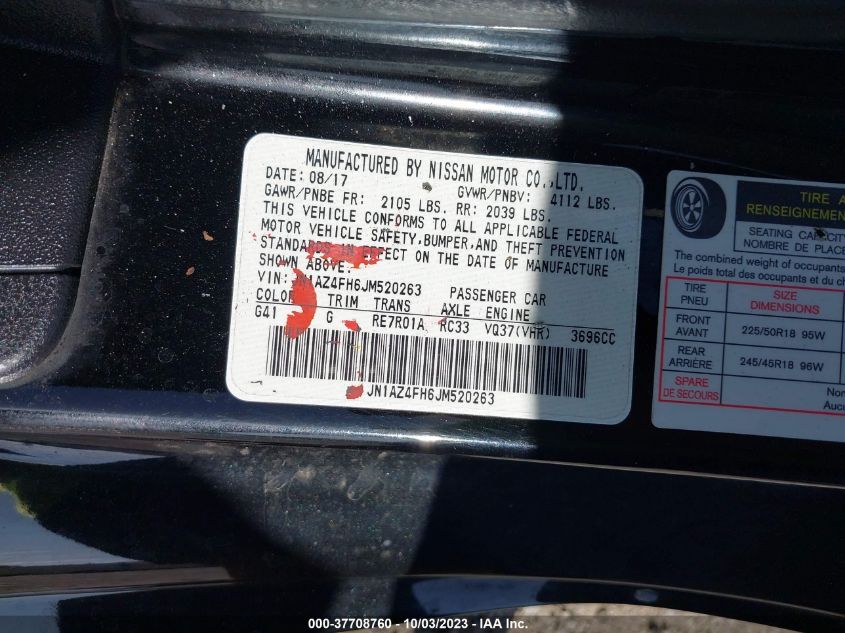 MANUFACTURED BY NISSAN MOTOR CO.,LTD.
DATE: 08/17 GVWR/PNBV: 4112 LBS.
GAWR/PNBE FR: 2105 LBS. RR: 2039 LBS.
THIS VEHICLE CONFORMS TO ALL APPLICABLE FEDERAL
MOTOR VEHICLE SAFETY, BUMPER, AND THEFT PREVENTION
STANDARDS IN EFFECT ON THE DATE OF MANUFACTURE
SHOWN ABOVE.
VIN: JN1AZ4FH6JM520263 PASSENGER CAR
COLOR TRIM TRANS AXLE ENGINE
G41 G RE7R01A RC33 VQ37(VHR) 3696CC
JN1AZ4FH6JM520263
TIRE
RENSEIGNEMEN
SEATING CAPACITY
NOMBRE DE PLACE
The combined weight of occupants
Le poids total des occupants et d
TIRE SIZE
PNEU DIMENSIONS
FRONT
AVANT 225/50R18 95W
REAR
ARRIÈRE 245/45R18 96W
SPARE
DE SECOURS
Non
Aucu
000-37708760 - 10/03/2023 - IAA Inc.